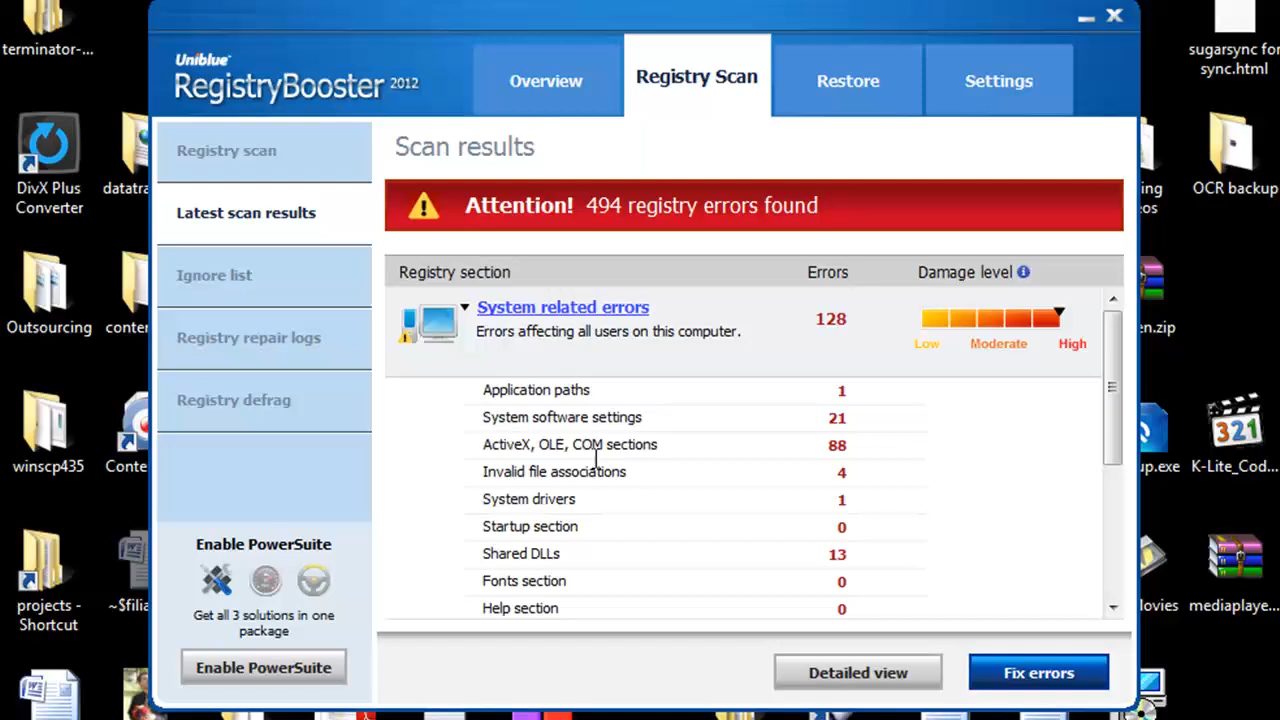 terminator-...
DivX Plus
Converter
datatra
Outsourcing
conter
winscp435
Conte
projects -
Shortcut
~$filia
Uniblue
RegistryBooster 2012
Overview
Registry Scan
Restore
Settings
Registry scan
Latest scan results
Ignore list
Registry repair logs
Registry defrag
Enable PowerSuite
Get all 3 solutions in one
package
Enable PowerSuite
Scan results
Attention! 494 registry errors found
Registry section Errors Damage level
System related errors
Errors affecting all users on this computer.
128
Low Moderate High
Application paths 1
System software settings 21
ActiveX, OLE, COM sections 88
Invalid file associations 4
System drivers 1
Startup section 0
Shared DLLs 13
Fonts section 0
Help section 0
Detailed view
Fix errors
sugarsync for
sync.html
ing
os
OCR backup
en.zip
321
up.exe
K-Lite_Cod...
lovies
mediaplaye...